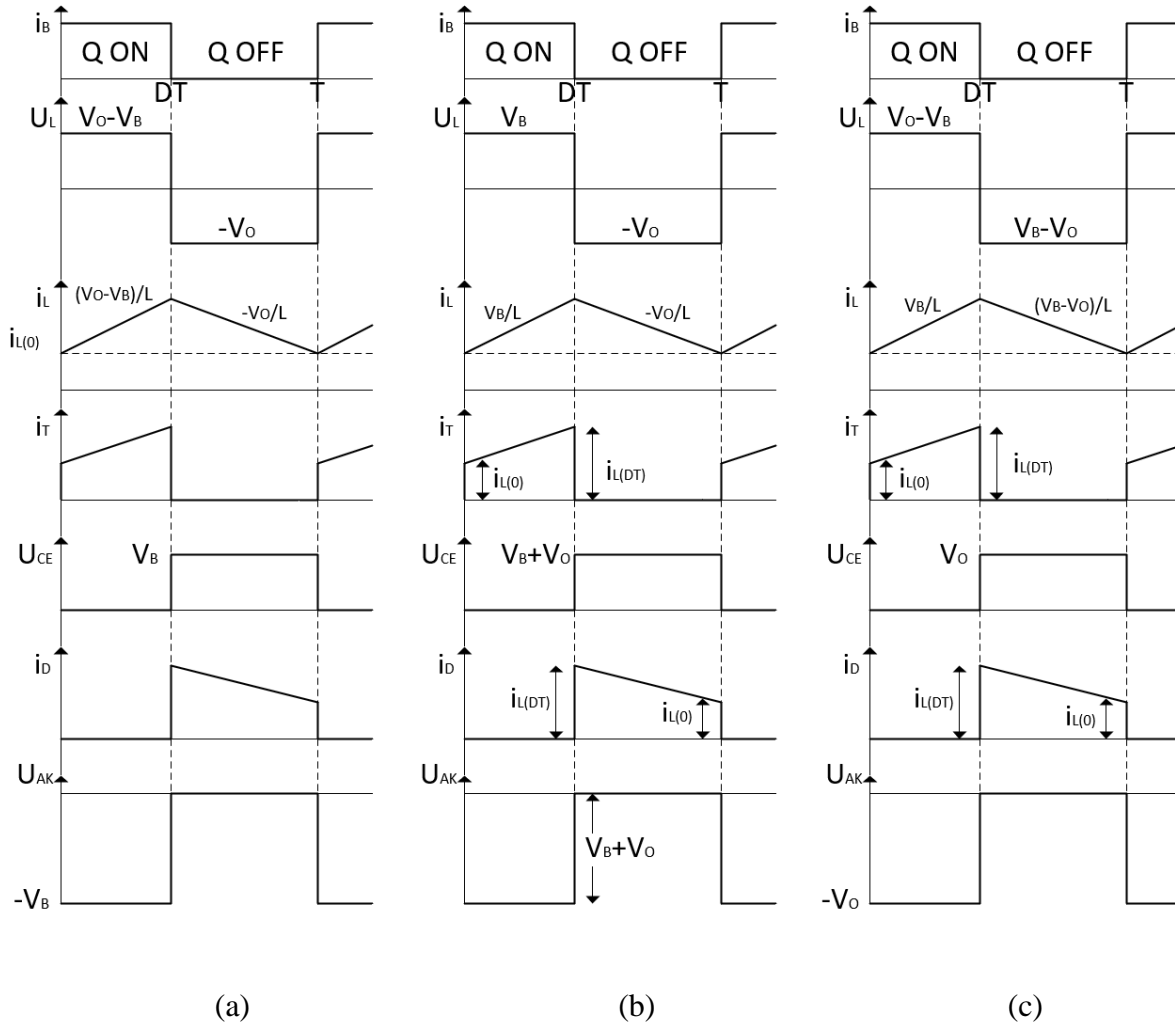 iB Q ON Q OFF iB Q ON Q OFF iB Q ON Q OFF
DT T DT T DT T
UL VO-VB UL VB UL VO-VB
-VO -VO VB-VO
iL (VO-VB)/L -VO/L iL VB/L -VO/L iL VB/L (VB-VO)/L
iL(0)
iT iT iL(0) iL(DT) iT iL(0) iL(DT)
UCE VB UCE VB+VO UCE VO
iD iD iL(DT) iL(0) iD iL(DT) iL(0)
UAK UAK UAK
VB+VO
-VB -VO
(a) (b) (c)